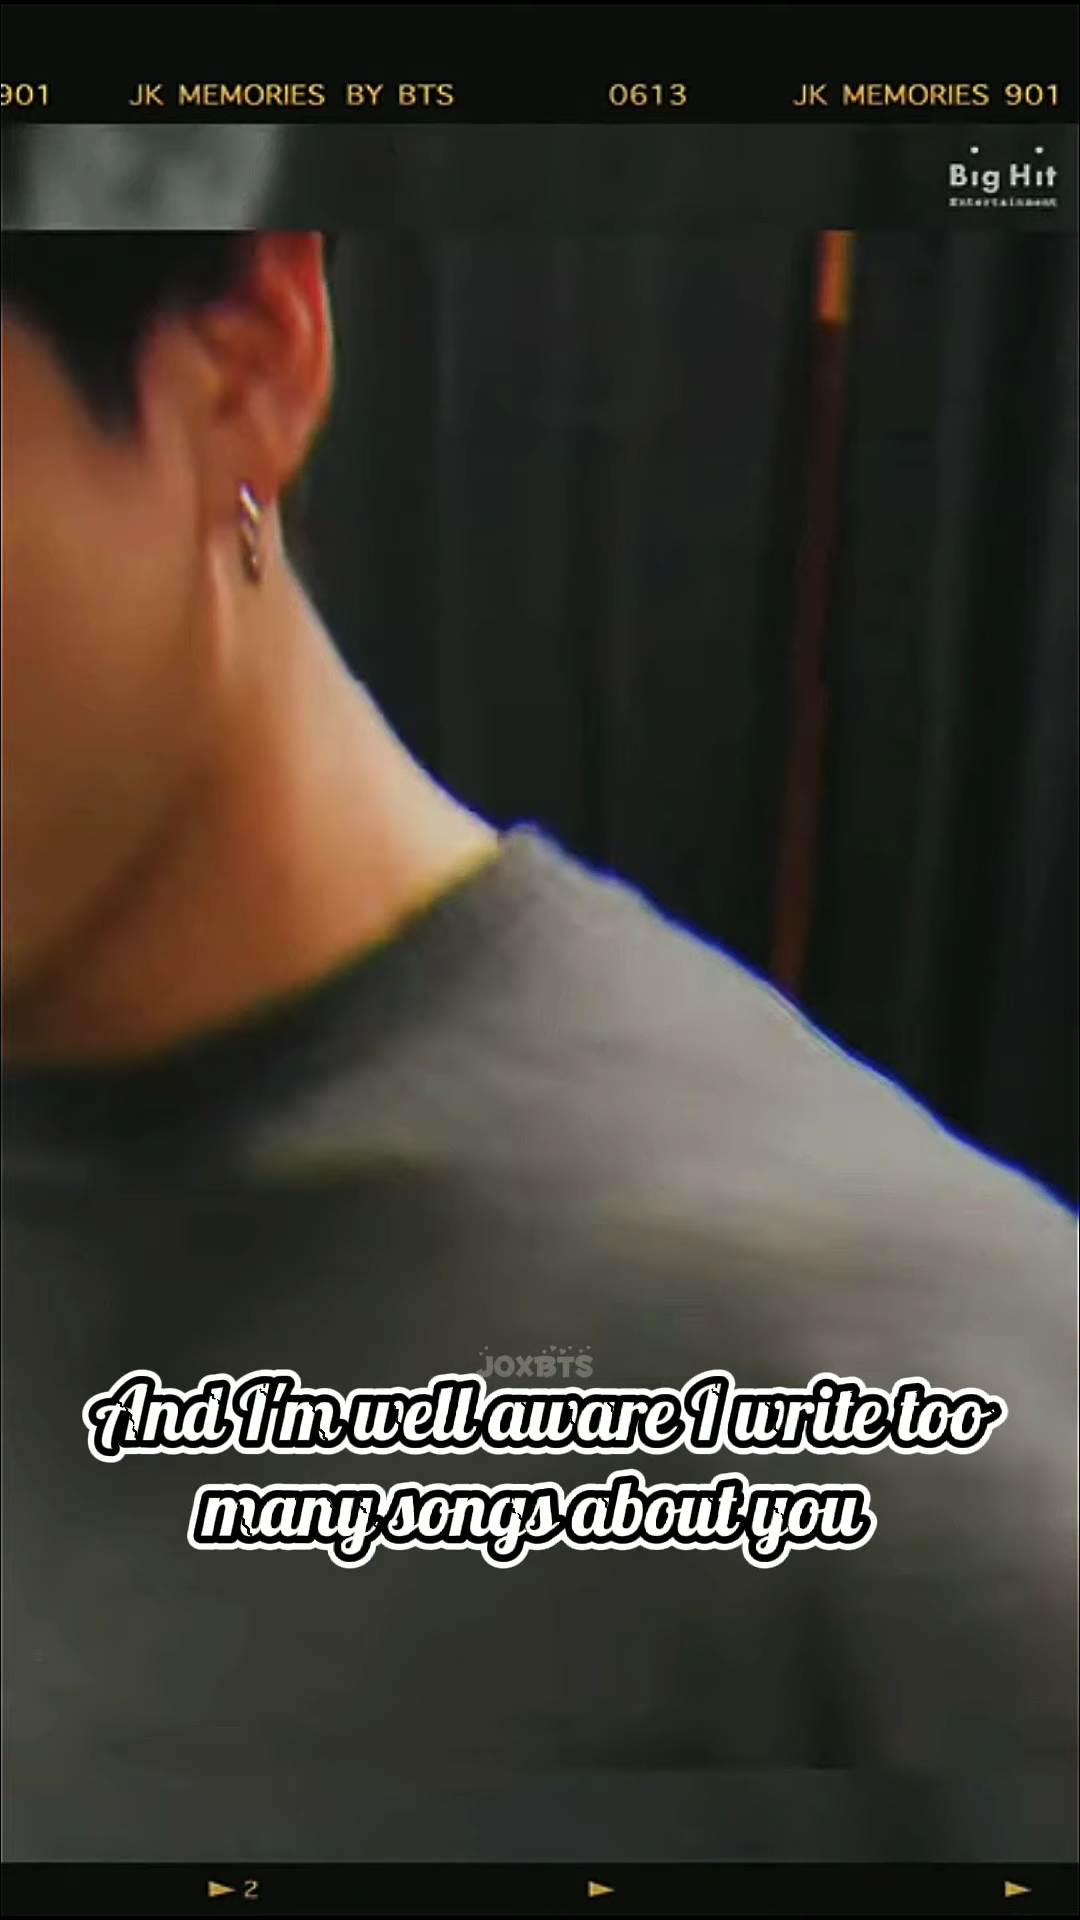 901 JK MEMORIES BY BTS 0613 JK MEMORIES 901
Big Hit
Entertainment
JOXBTS
And I'm well aware I write too
many songs about you
2